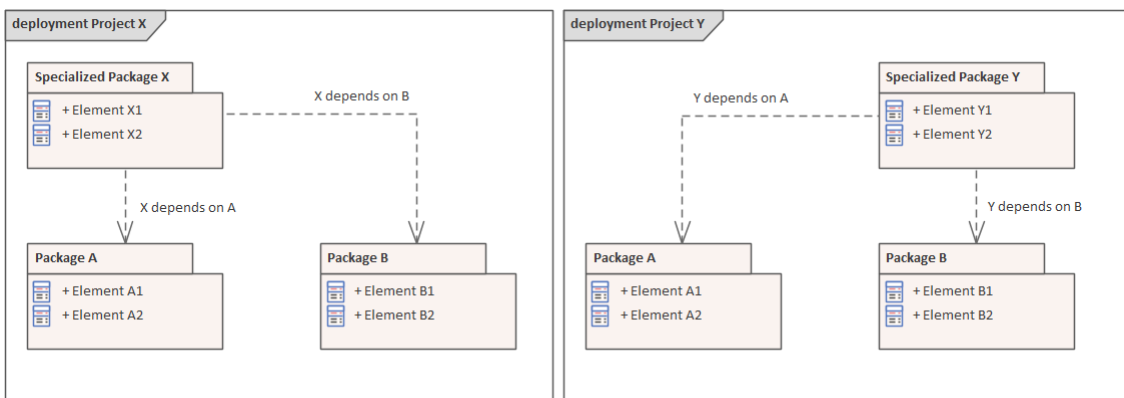 deployment Project X
Specialized Package X
+ Element X1
+ Element X2
X depends on B
X depends on A
Package A
+ Element A1
+ Element A2
Package B
+ Element B1
+ Element B2
deployment Project Y
Specialized Package Y
+ Element Y1
+ Element Y2
Y depends on A
Y depends on B
Package A
+ Element A1
+ Element A2
Package B
+ Element B1
+ Element B2